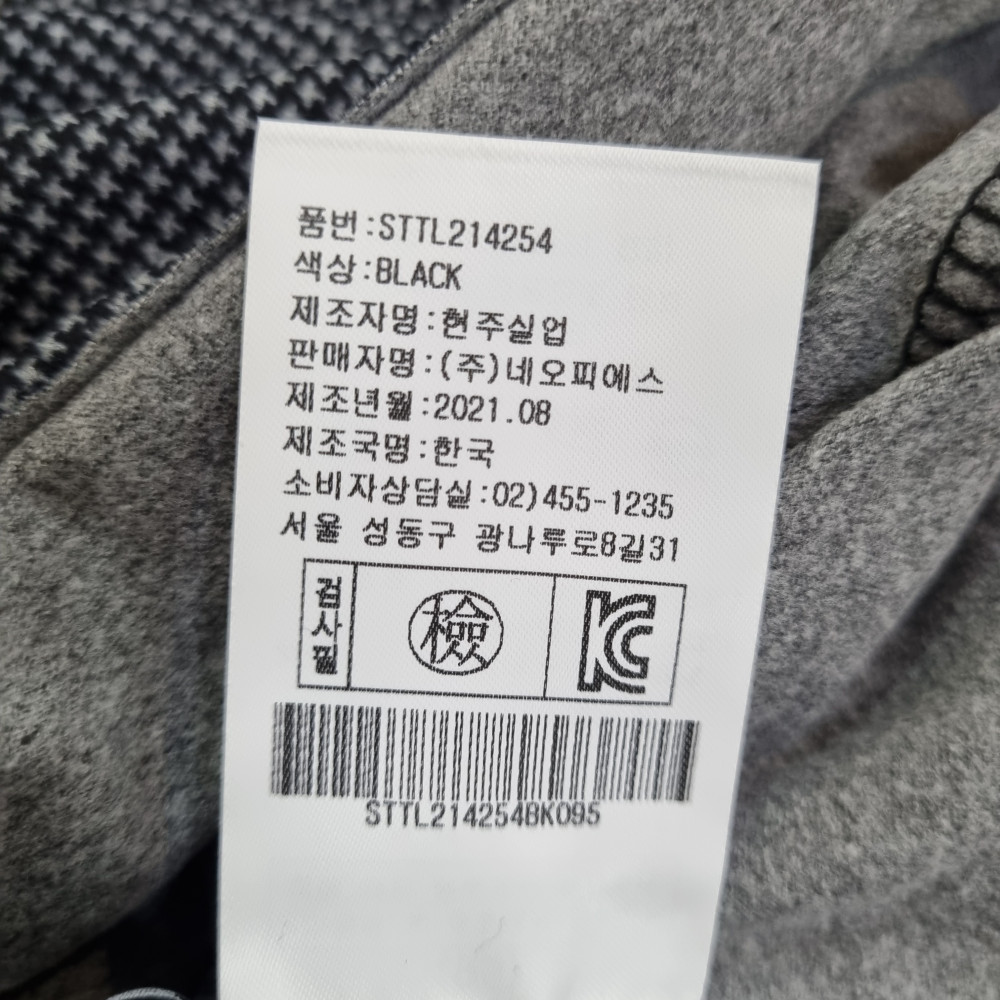 품번:STTL214254
색상:BLACK
제조자명:현주실업
판매자명:(주)네오피에스
제조년월:2021.08
제조국명:한국
소비자상담실:02)455-1235
서울 성동구 광나루로8길31
검사필
檢
KC
STTL214254BK095